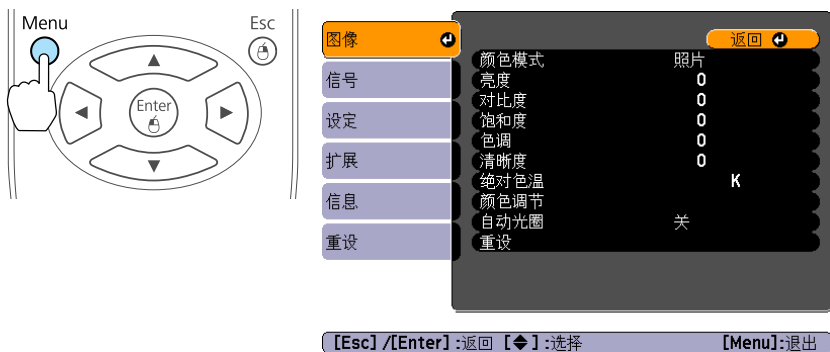 Menu
Esc
Enter
图像
信号
设定
扩展
信息
重设
返回
颜色模式 照片
亮度 0
对比度 0
饱和度 0
色调 0
清晰度 0
绝对色温 K
颜色调节
自动光圈 关
重设
[Esc] /[Enter] :返回 [◆] :选择 [Menu]:退出